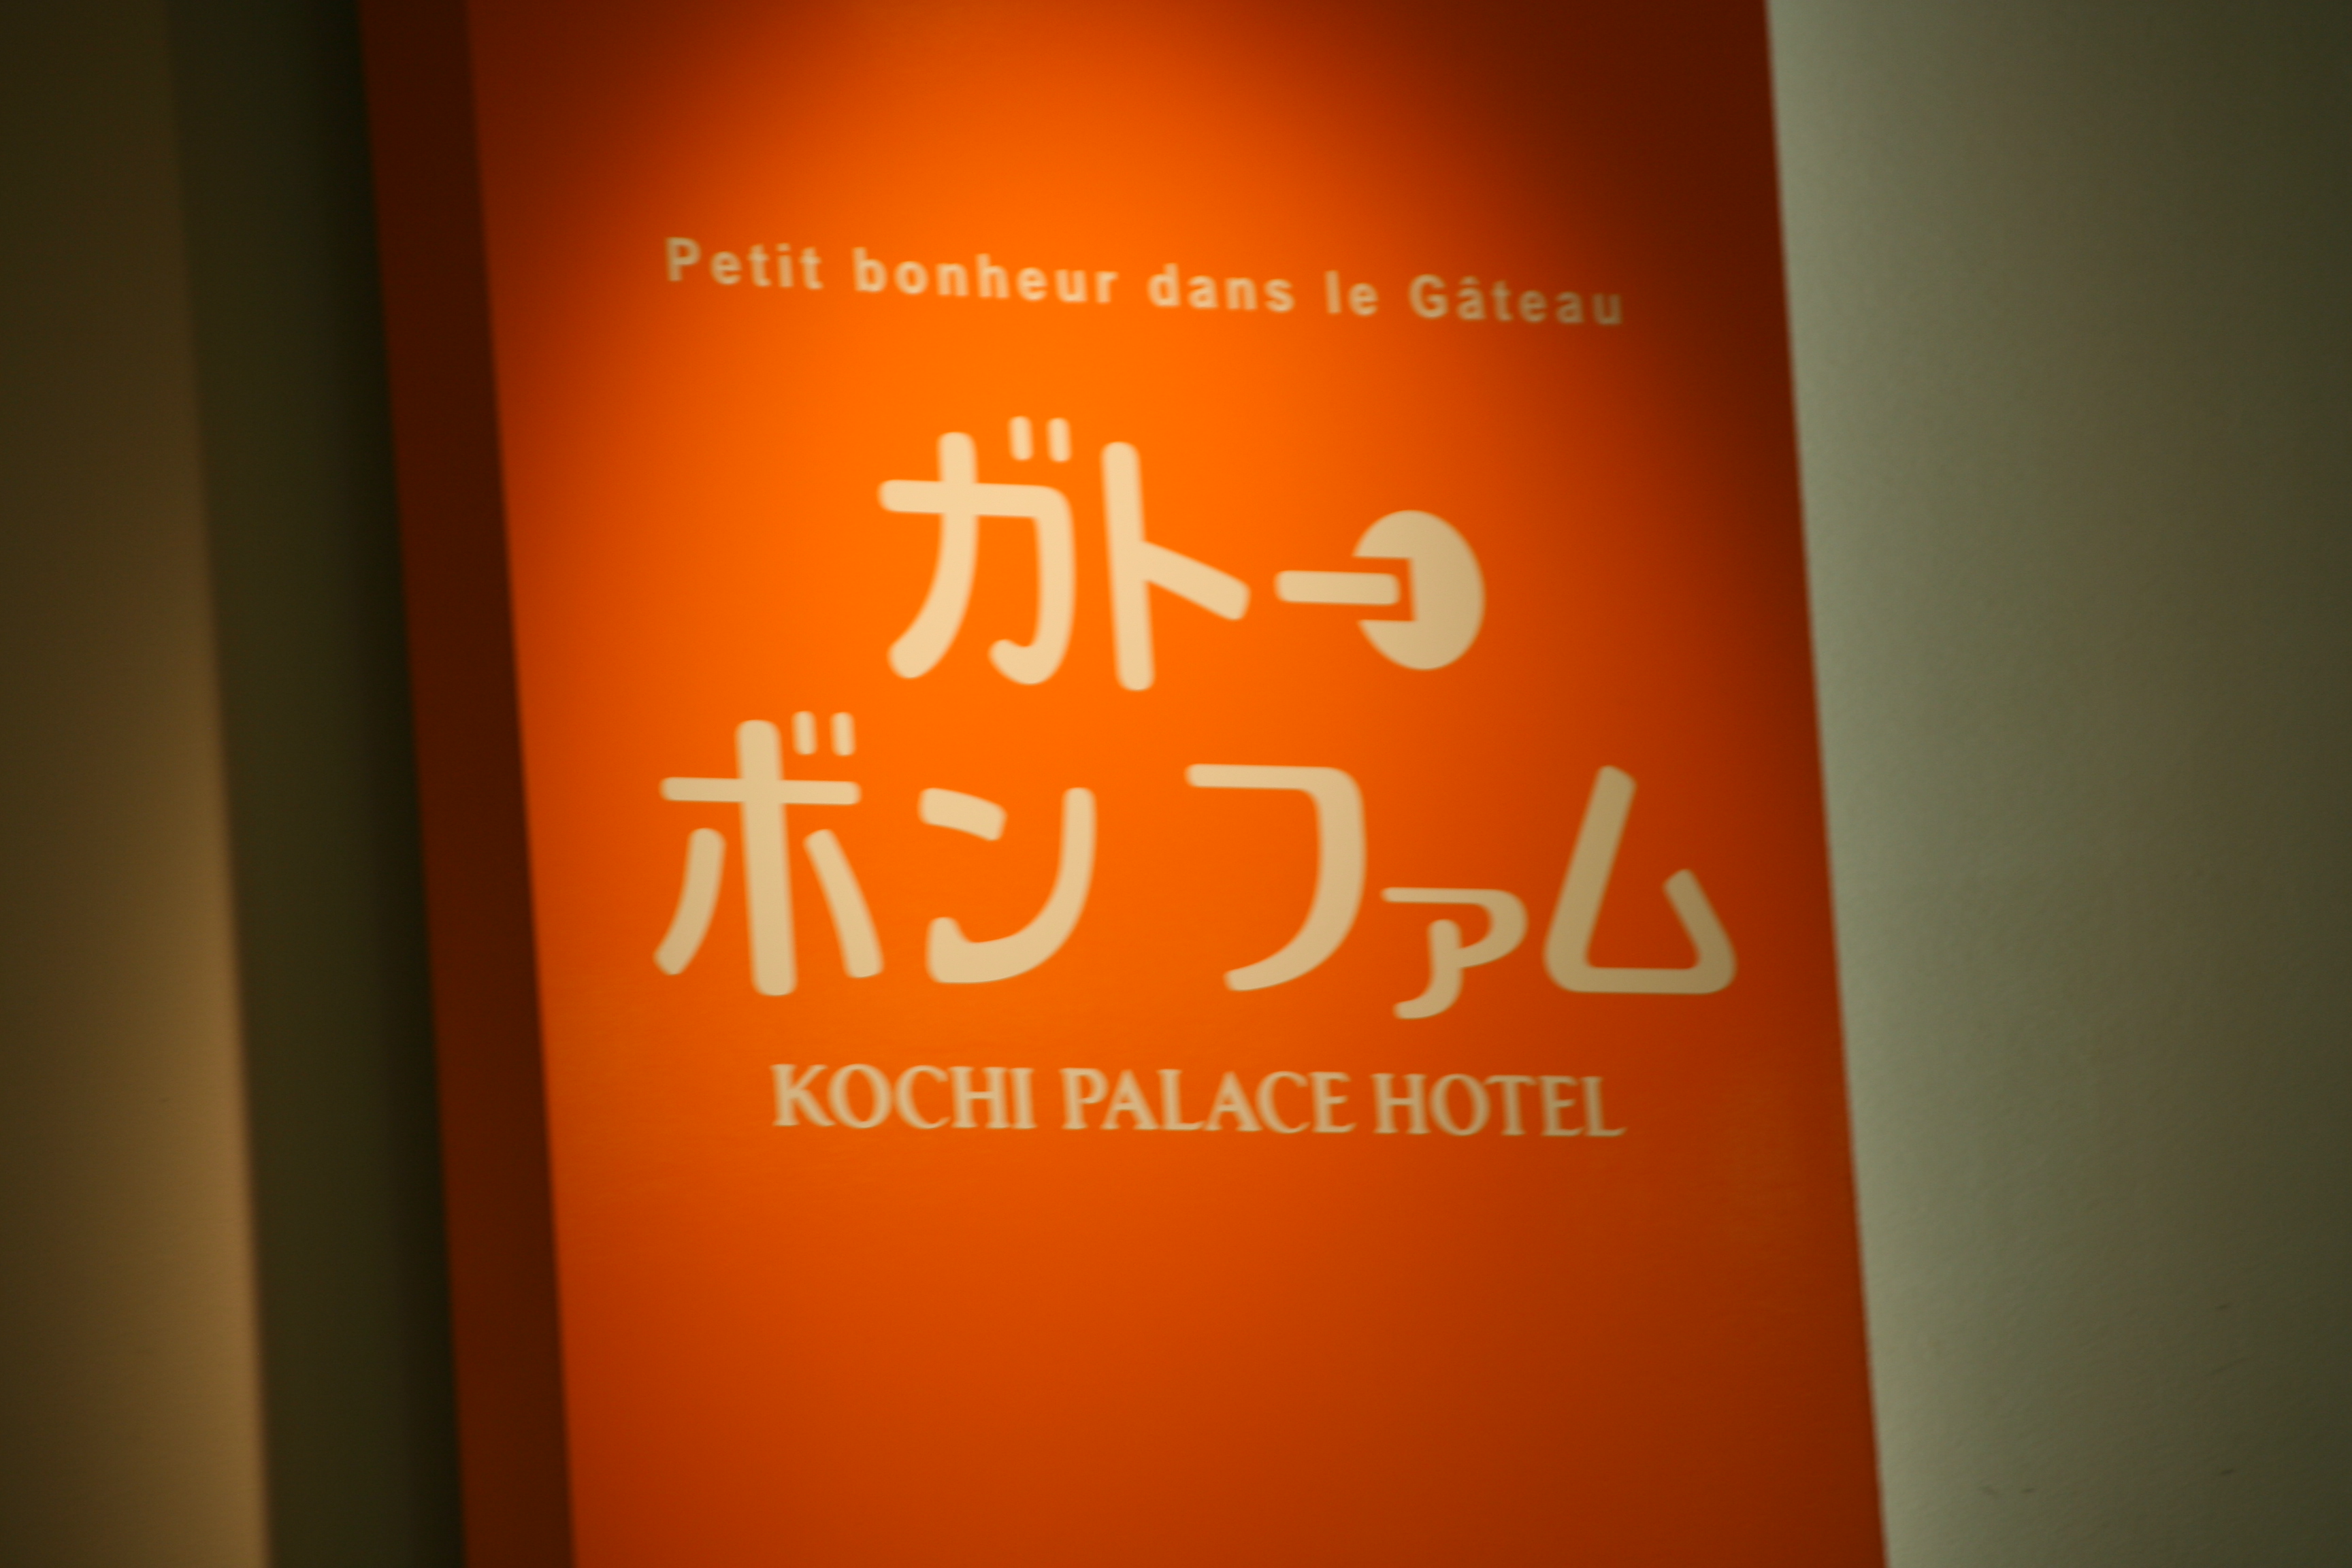 Petit bonheur dans le Gâteau
ガトー
ボンファム
KOCHI PALACE HOTEL